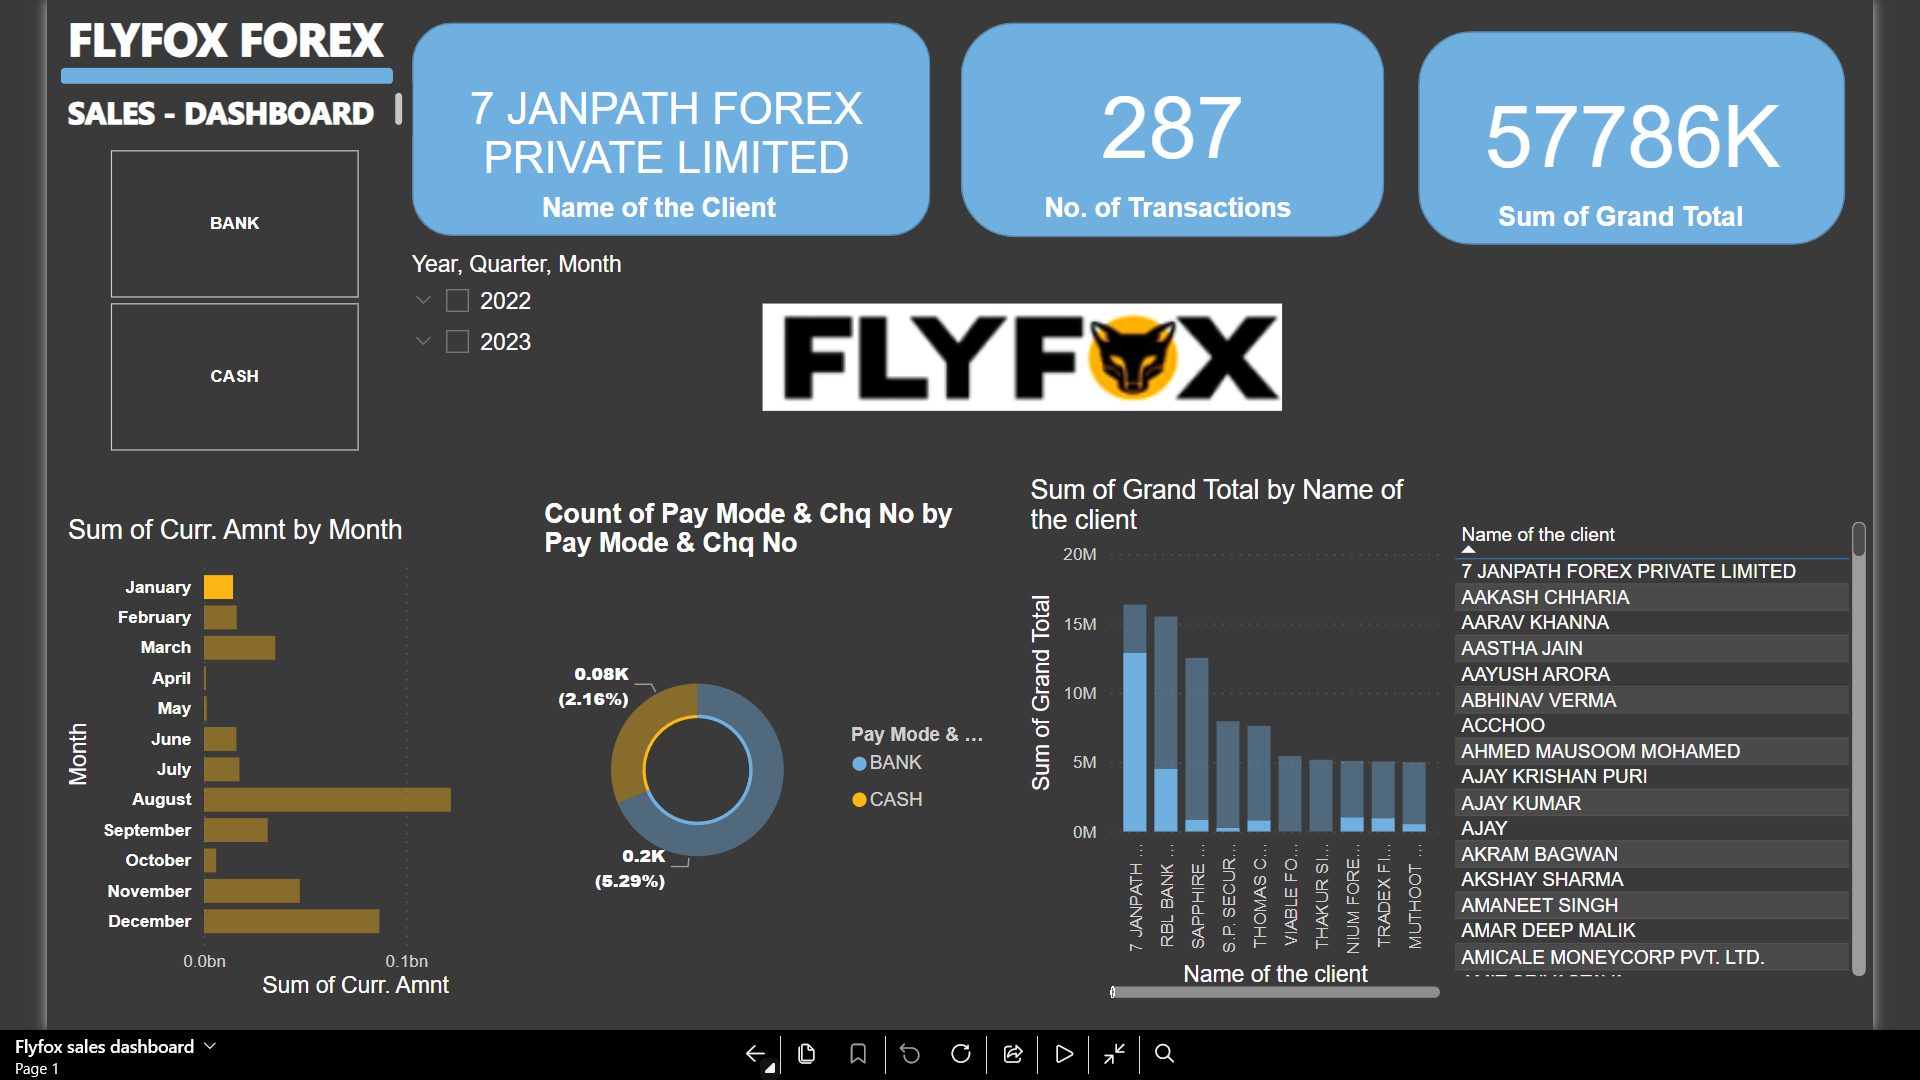 FLYFOX FOREX
SALES - DASHBOARD
BANK
CASH
7 JANPATH FOREX
PRIVATE LIMITED
Name of the Client
287
No. of Transactions
57786K
Sum of Grand Total
Year, Quarter, Month
2022
2023
FLYFOX
Sum of Curr. Amnt by Month
Month
January
February
March
April
May
June
July
August
September
October
November
December
0.0bn
0.1bn
Sum of Curr. Amnt
Count of Pay Mode & Chq No by
Pay Mode & Chq No
0.08K
(2.16%)
0.2K
(5.29%)
Pay Mode & ...
BANK
CASH
Sum of Grand Total by Name of
the client
Sum of Grand Total
20M
15M
10M
5M
0M
7 JANPATH ...
RBL BANK ...
SAPPHIRE ...
S.P. SECUR...
THOMAS C...
VIABLE FO...
THAKUR SI...
NIUM FORE...
TRADEX FI...
MUTHOOT ...
Name of the client
Name of the client
7 JANPATH FOREX PRIVATE LIMITED
AAKASH CHHARIA
AARAV KHANNA
AASTHA JAIN
AAYUSH ARORA
ABHINAV VERMA
ACCHOO
AHMED MAUSOOM MOHAMED
AJAY KRISHAN PURI
AJAY KUMAR
AJAY
AKRAM BAGWAN
AKSHAY SHARMA
AMANEET SINGH
AMAR DEEP MALIK
AMICALE MONEYCORP PVT. LTD.
Flyfox sales dashboard
Page 1